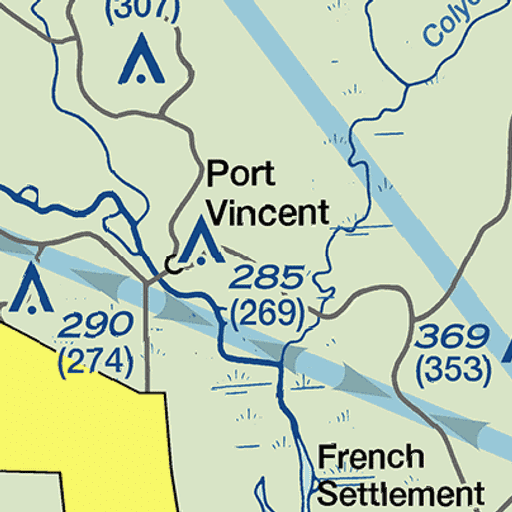 (307)
Port
Vincent
285
(269)
290
(274)
369
(353)
French
Settlement